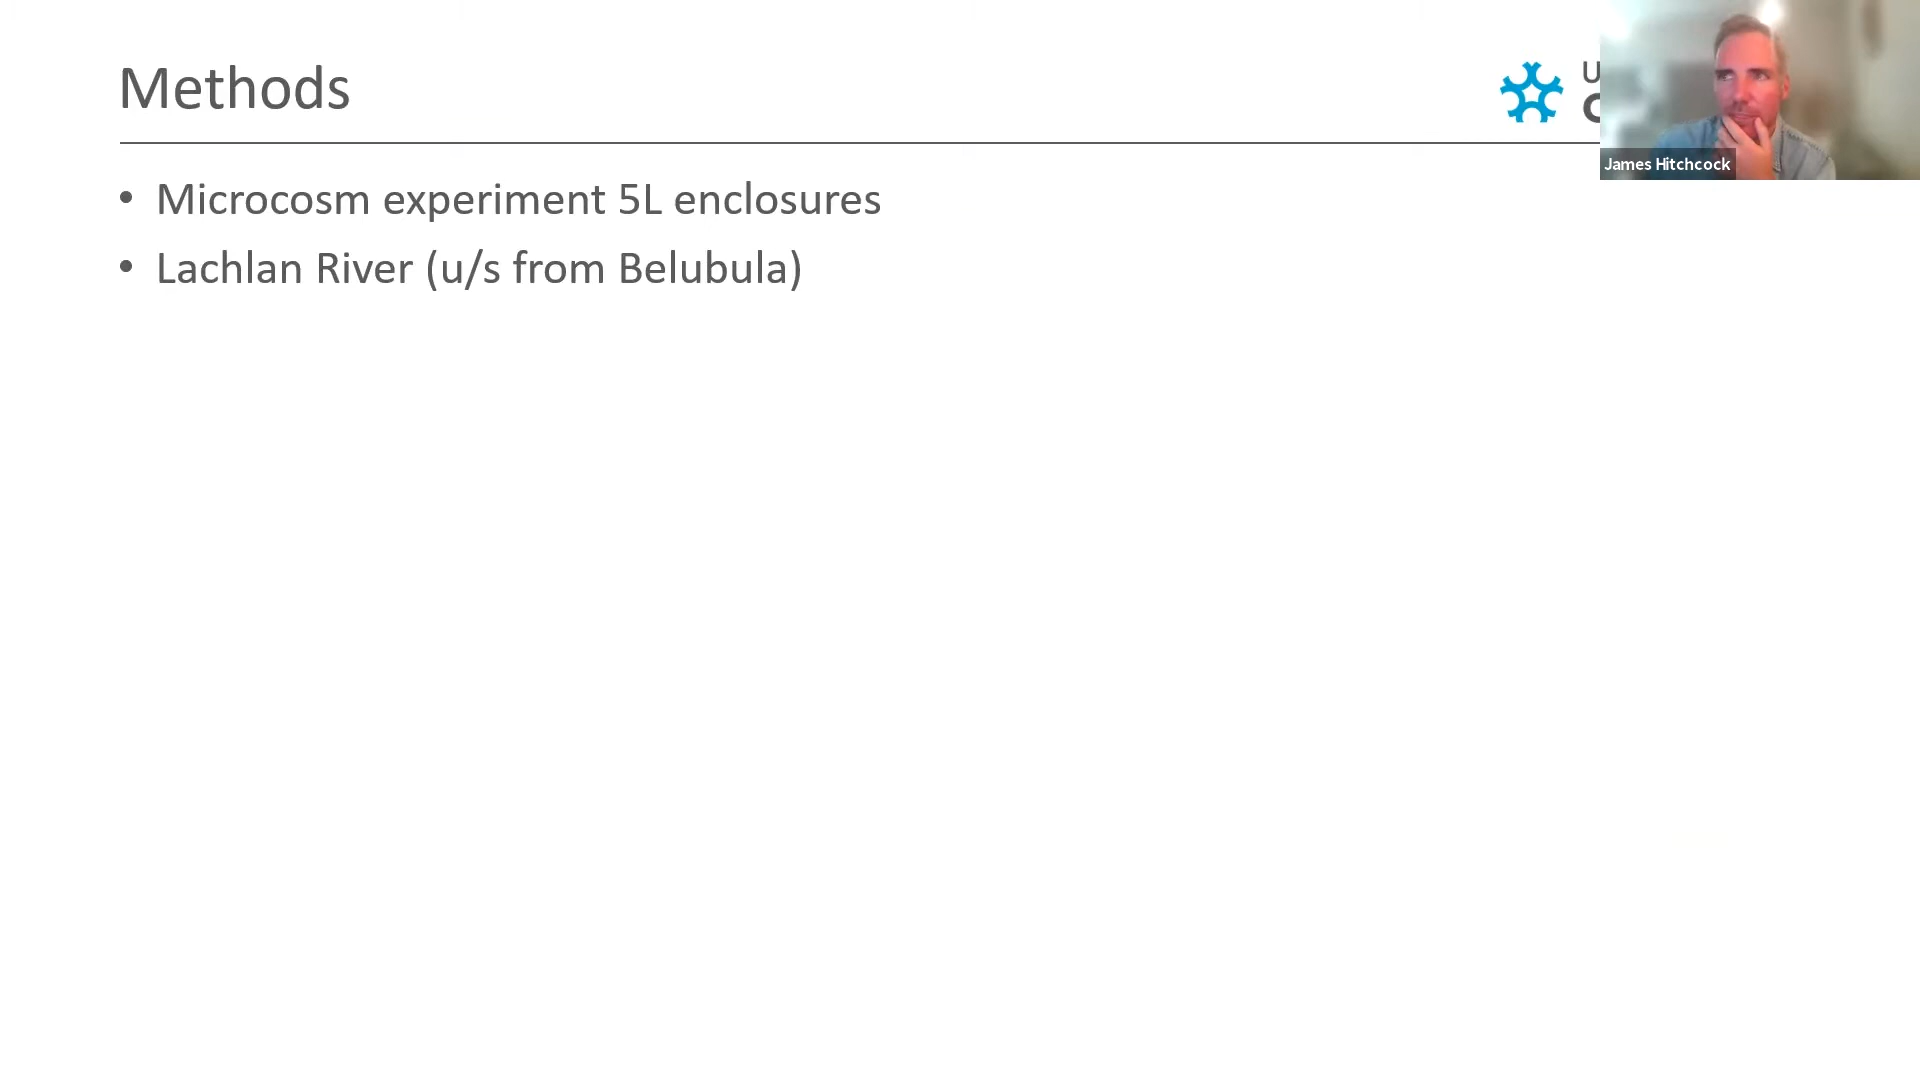 Methods
• Microcosm experiment 5L enclosures
• Lachlan River (u/s from Belubula)
James Hitchcock